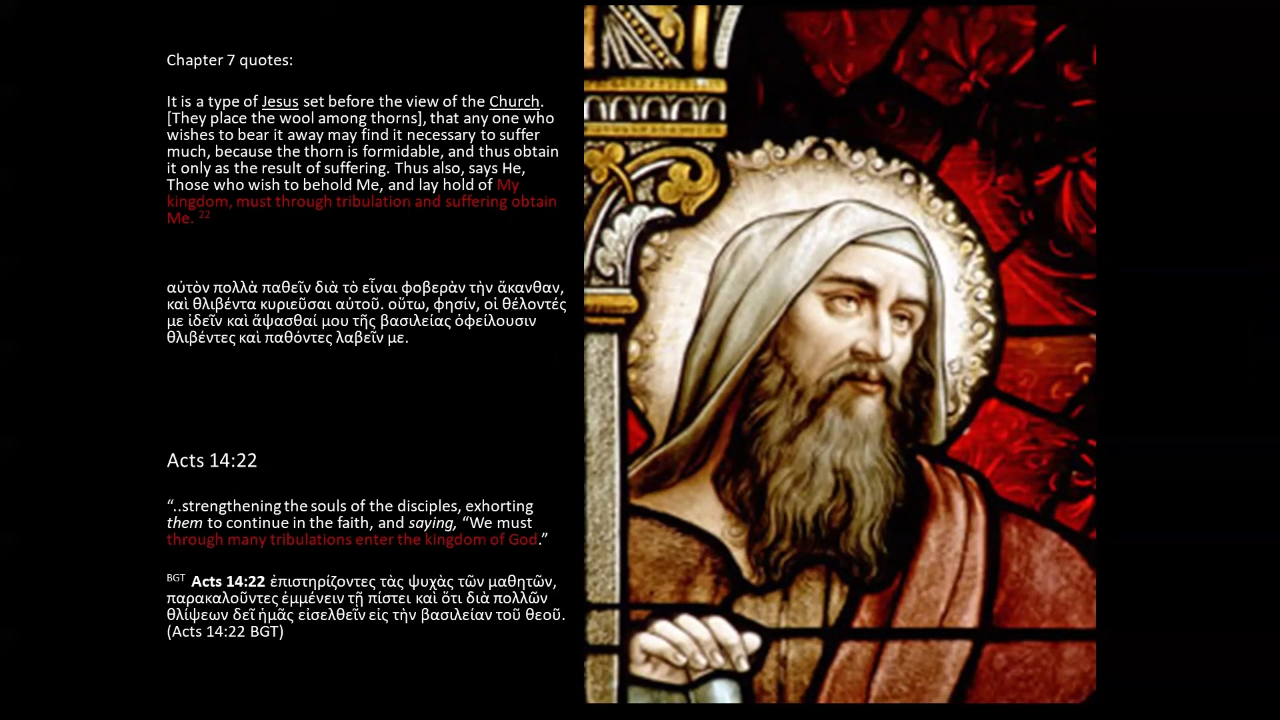 Chapter 7 quotes:
It is a type of Jesus set before the view of the Church.
[They place the wool among thorns], that any one who
wishes to bear it away may find it necessary to suffer
much, because the thorn is formidable, and thus obtain
it only as the result of suffering. Thus also, says He,
Those who wish to behold Me, and lay hold of My
kingdom, must through tribulation and suffering obtain
Me. 22
αὐτὸν πολλὰ παθεῖν διὰ τὸ εἶναι φοβερὰν τὴν ἄκανθαν,
καὶ θλιβέντα κυριεῦσαι αὐτοῦ. οὕτω, φησίν, οἱ θέλοντές
με ἰδεῖν καὶ ἅψασθαί μου τῆς βασιλείας ὀφείλουσιν
θλιβέντες καὶ παθόντες λαβεῖν με.
Acts 14:22
“..strengthening the souls of the disciples, exhorting
them to continue in the faith, and saying, “We must
through many tribulations enter the kingdom of God.”
BGT Acts 14:22 ἐπιστηρίζοντες τὰς ψυχὰς τῶν μαθητῶν,
παρακαλοῦντες ἐμμένειν τῇ πίστει καὶ ὅτι διὰ πολλῶν
θλίψεων δεῖ ἡμᾶς εἰσελθεῖν εἰς τὴν βασιλείαν τοῦ θεοῦ.
(Acts 14:22 BGT)